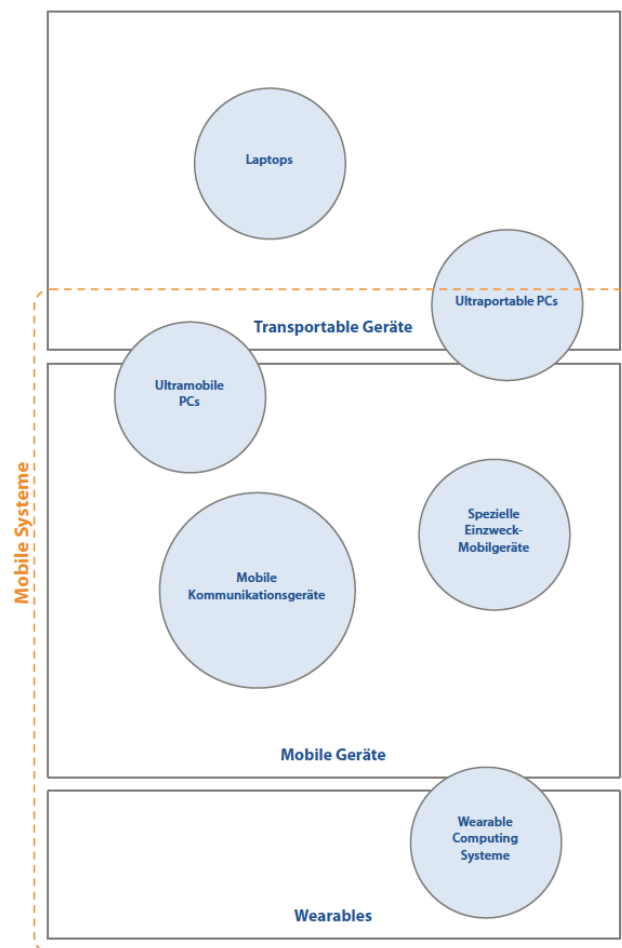 Laptops
Ultraportable PCs
Transportable Geräte
Ultramobile
PCs
Mobile Systeme
Spezielle
Einzweck-
Mobilgeräte
Mobile
Kommunikationsgeräte
Mobile Geräte
Wearable
Computing
Systeme
Wearables